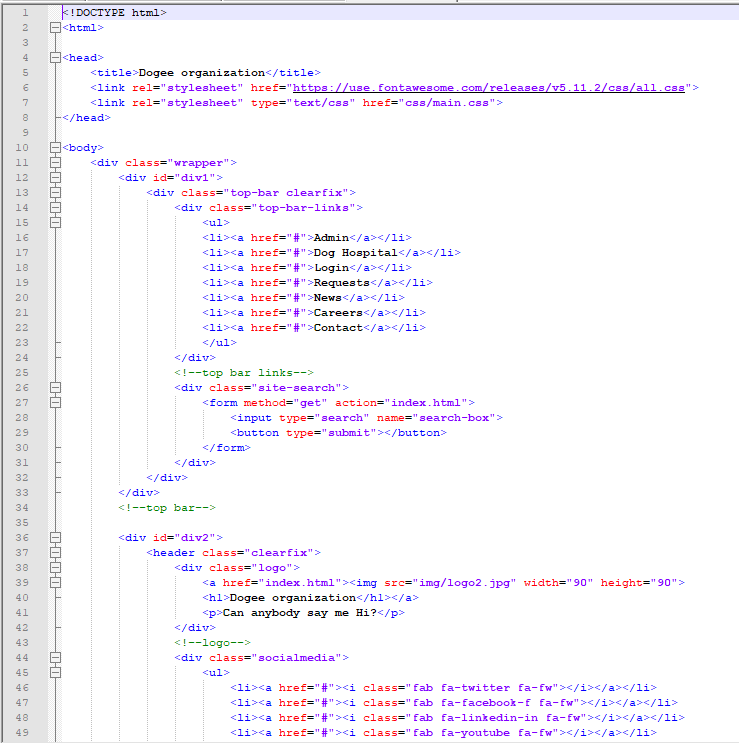 1 <!DOCTYPE html>
2 <html>
3
4 <head>
5 <title>Dogee organization</title>
6 <link rel="stylesheet" href="https://use.fontawesome.com/releases/v5.11.2/css/all.css">
7 <link rel="stylesheet" type="text/css" href="css/main.css">
8 </head>
9
10 <body>
11 <div class="wrapper">
12 <div id="div1">
13 <div class="top-bar clearfix">
14 <div class="top-bar-links">
15 <ul>
16 <li><a href="#">Admin</a></li>
17 <li><a href="#">Dog Hospital</a></li>
18 <li><a href="#">Login</a></li>
19 <li><a href="#">Requests</a></li>
20 <li><a href="#">News</a></li>
21 <li><a href="#">Careers</a></li>
22 <li><a href="#">Contact</a></li>
23 </ul>
24 </div>
25 <!--top bar links-->
26 <div class="site-search">
27 <form method="get" action="index.html">
28 <input type="search" name="search-box">
29 <button type="submit"></button>
30 </form>
31 </div>
32 </div>
33 </div>
34 <!--top bar-->
35
36 <div id="div2">
37 <header class="clearfix">
38 <div class="logo">
39 <a href="index.html"><img src="img/logo2.jpg" width="90" height="90">
40 <h1>Dogee organization</h1></a>
41 <p>Can anybody say me Hi?</p>
42 </div>
43 <!--logo-->
44 <div class="socialmedia">
45 <ul>
46 <li><a href="#"><i class="fab fa-twitter fa-fw"></i></a></li>
47 <li><a href="#"><i class="fab fa-facebook-f fa-fw"></i></a></li>
48 <li><a href="#"><i class="fab fa-linkedin-in fa-fw"></i></a></li>
49 <li><a href="#"><i class="fab fa-youtube fa-fw"></i></a></li>